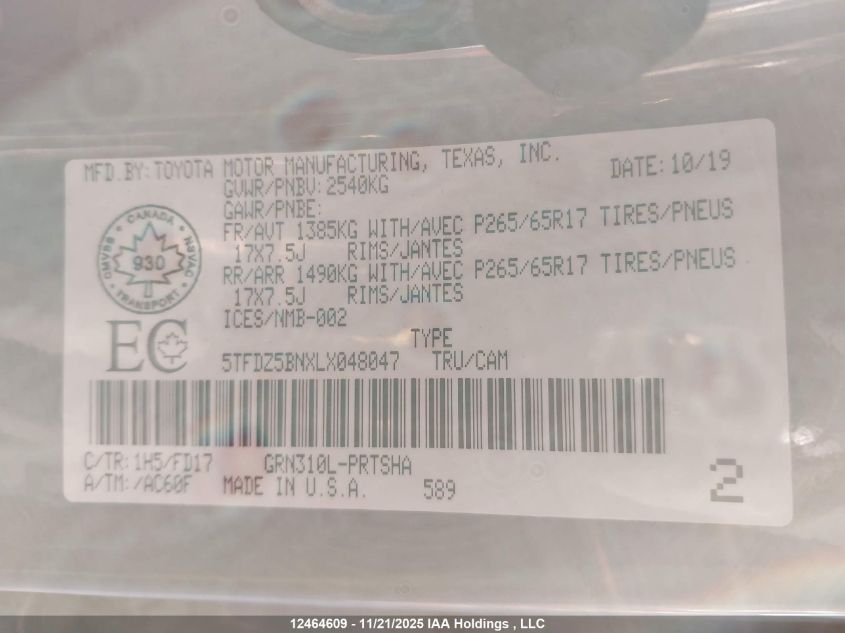 MFD.BY:TOYOTA MOTOR MANUFACTURING, TEXAS, INC. DATE:10/19
GVWR/PNBV:2540KG
GAWR/PNBE:
FR/AVT 1385KG WITH/AVEC P265/65R17 TIRES/PNEUS
17X7.5J RIMS/JANTES
RR/ARR 1490KG WITH/AVEC P265/65R17 TIRES/PNEUS
17X7.5J RIMS/JANTES
ICES/NMB-002
CANADA
CMVSS
NSVAC
930
TRANSPORT
EC
TYPE
5TFDZ5BNXLX048047 TRU/CAM
C/TR:1H5/FD17 GRN310L-PRTSHA
A/TM:/AC60F MADE IN U.S.A. 589
2
12464609 - 11/21/2025 IAA Holdings , LLC